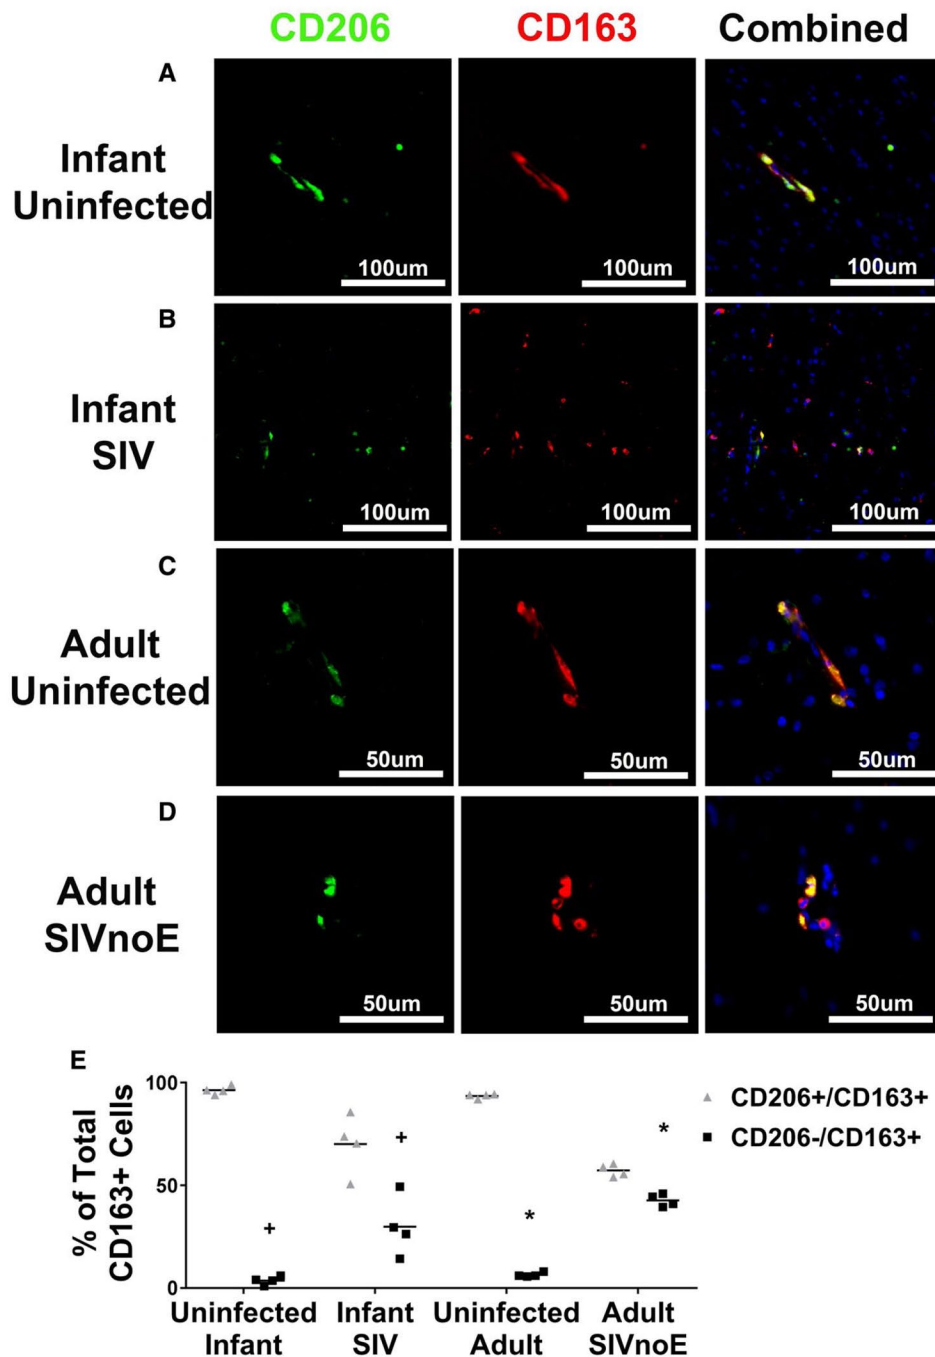 CD206 CD163 Combined
A
Infant
Uninfected
100um 100um 100um
B
Infant
SIV
100um 100um 100um
C
Adult
Uninfected
50um 50um 50um
D
Adult
SIVnoE
50um 50um 50um
E
% of Total
CD163+ Cells
100
50
0
+ + * *
CD206+/CD163+
CD206-/CD163+
Uninfected Infant Uninfected Adult
Infant SIV Adult SIVnoE